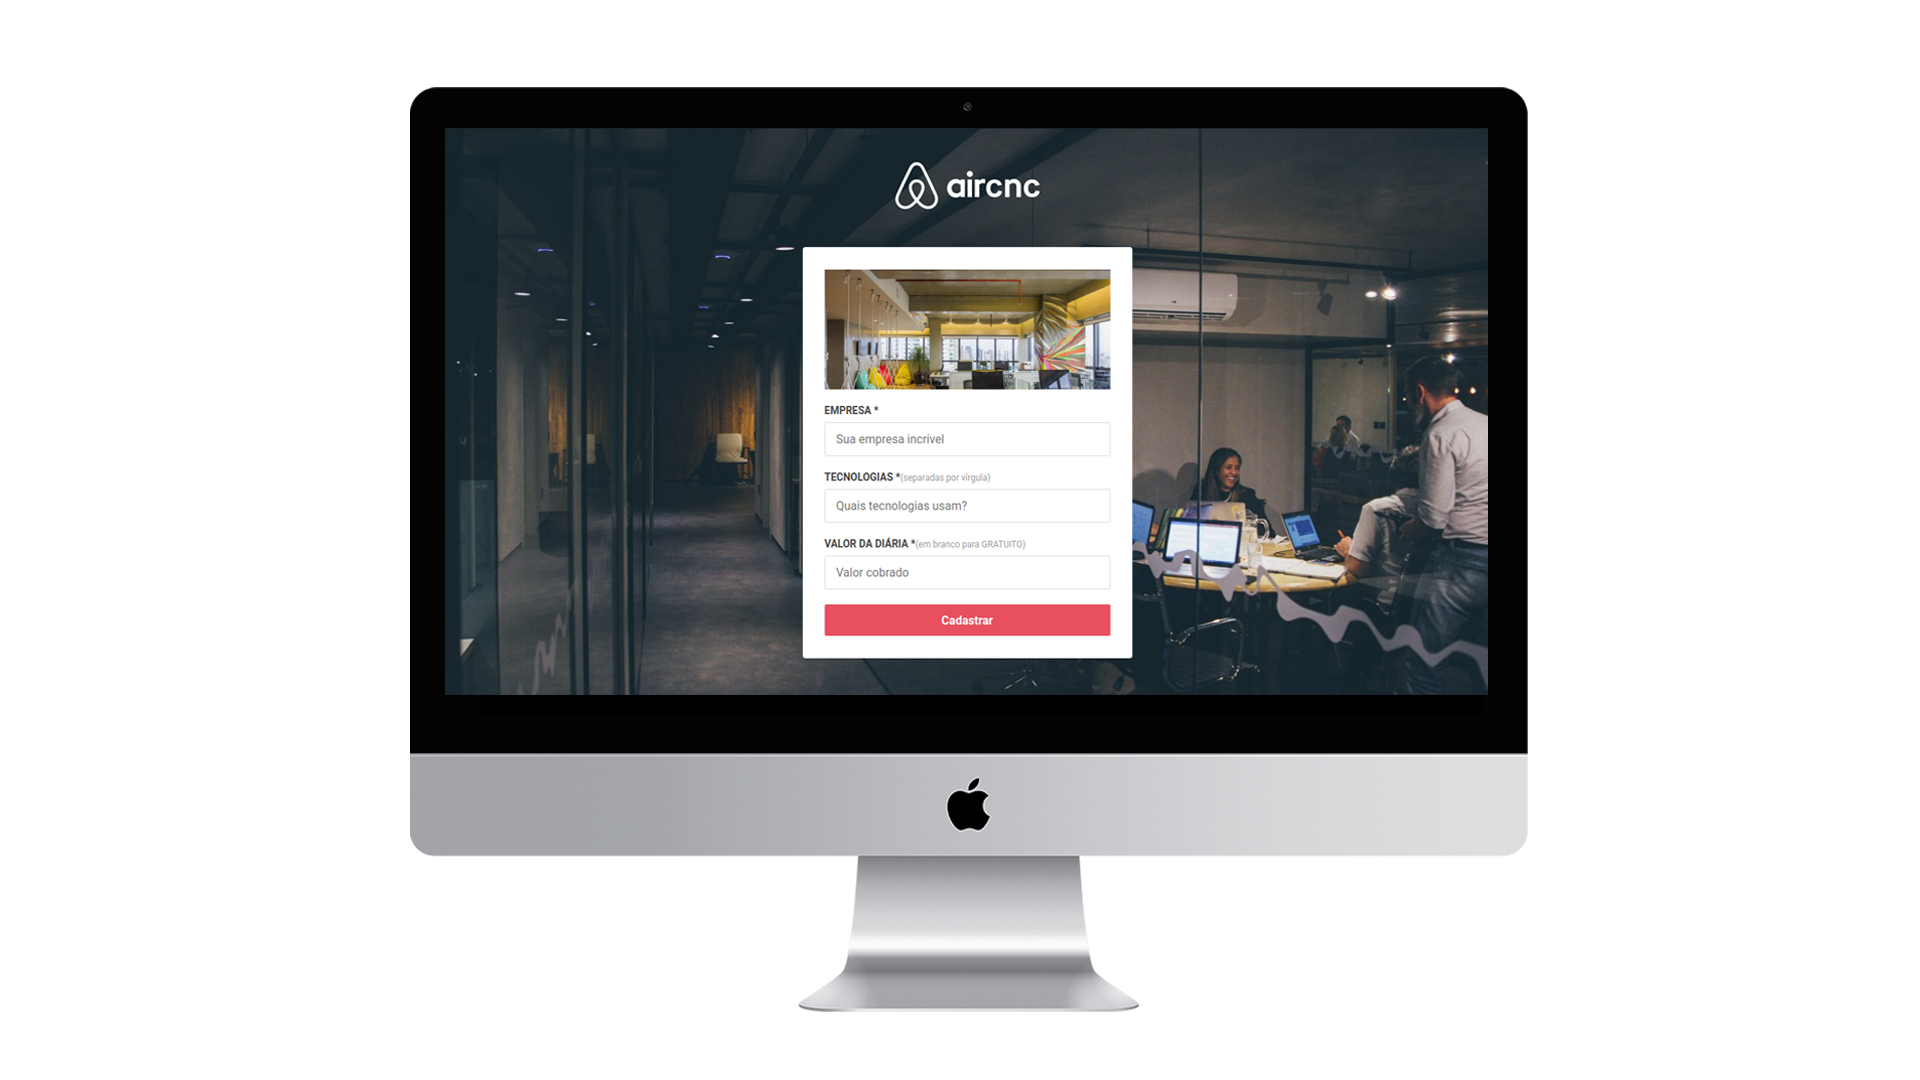 aircnc
EMPRESA *
Sua empresa incrível
TECNOLOGIAS *(separadas por vírgula)
Quais tecnologias usam?
VALOR DA DIÁRIA *(em branco para GRATUITO)
Valor cobrado
Cadastrar